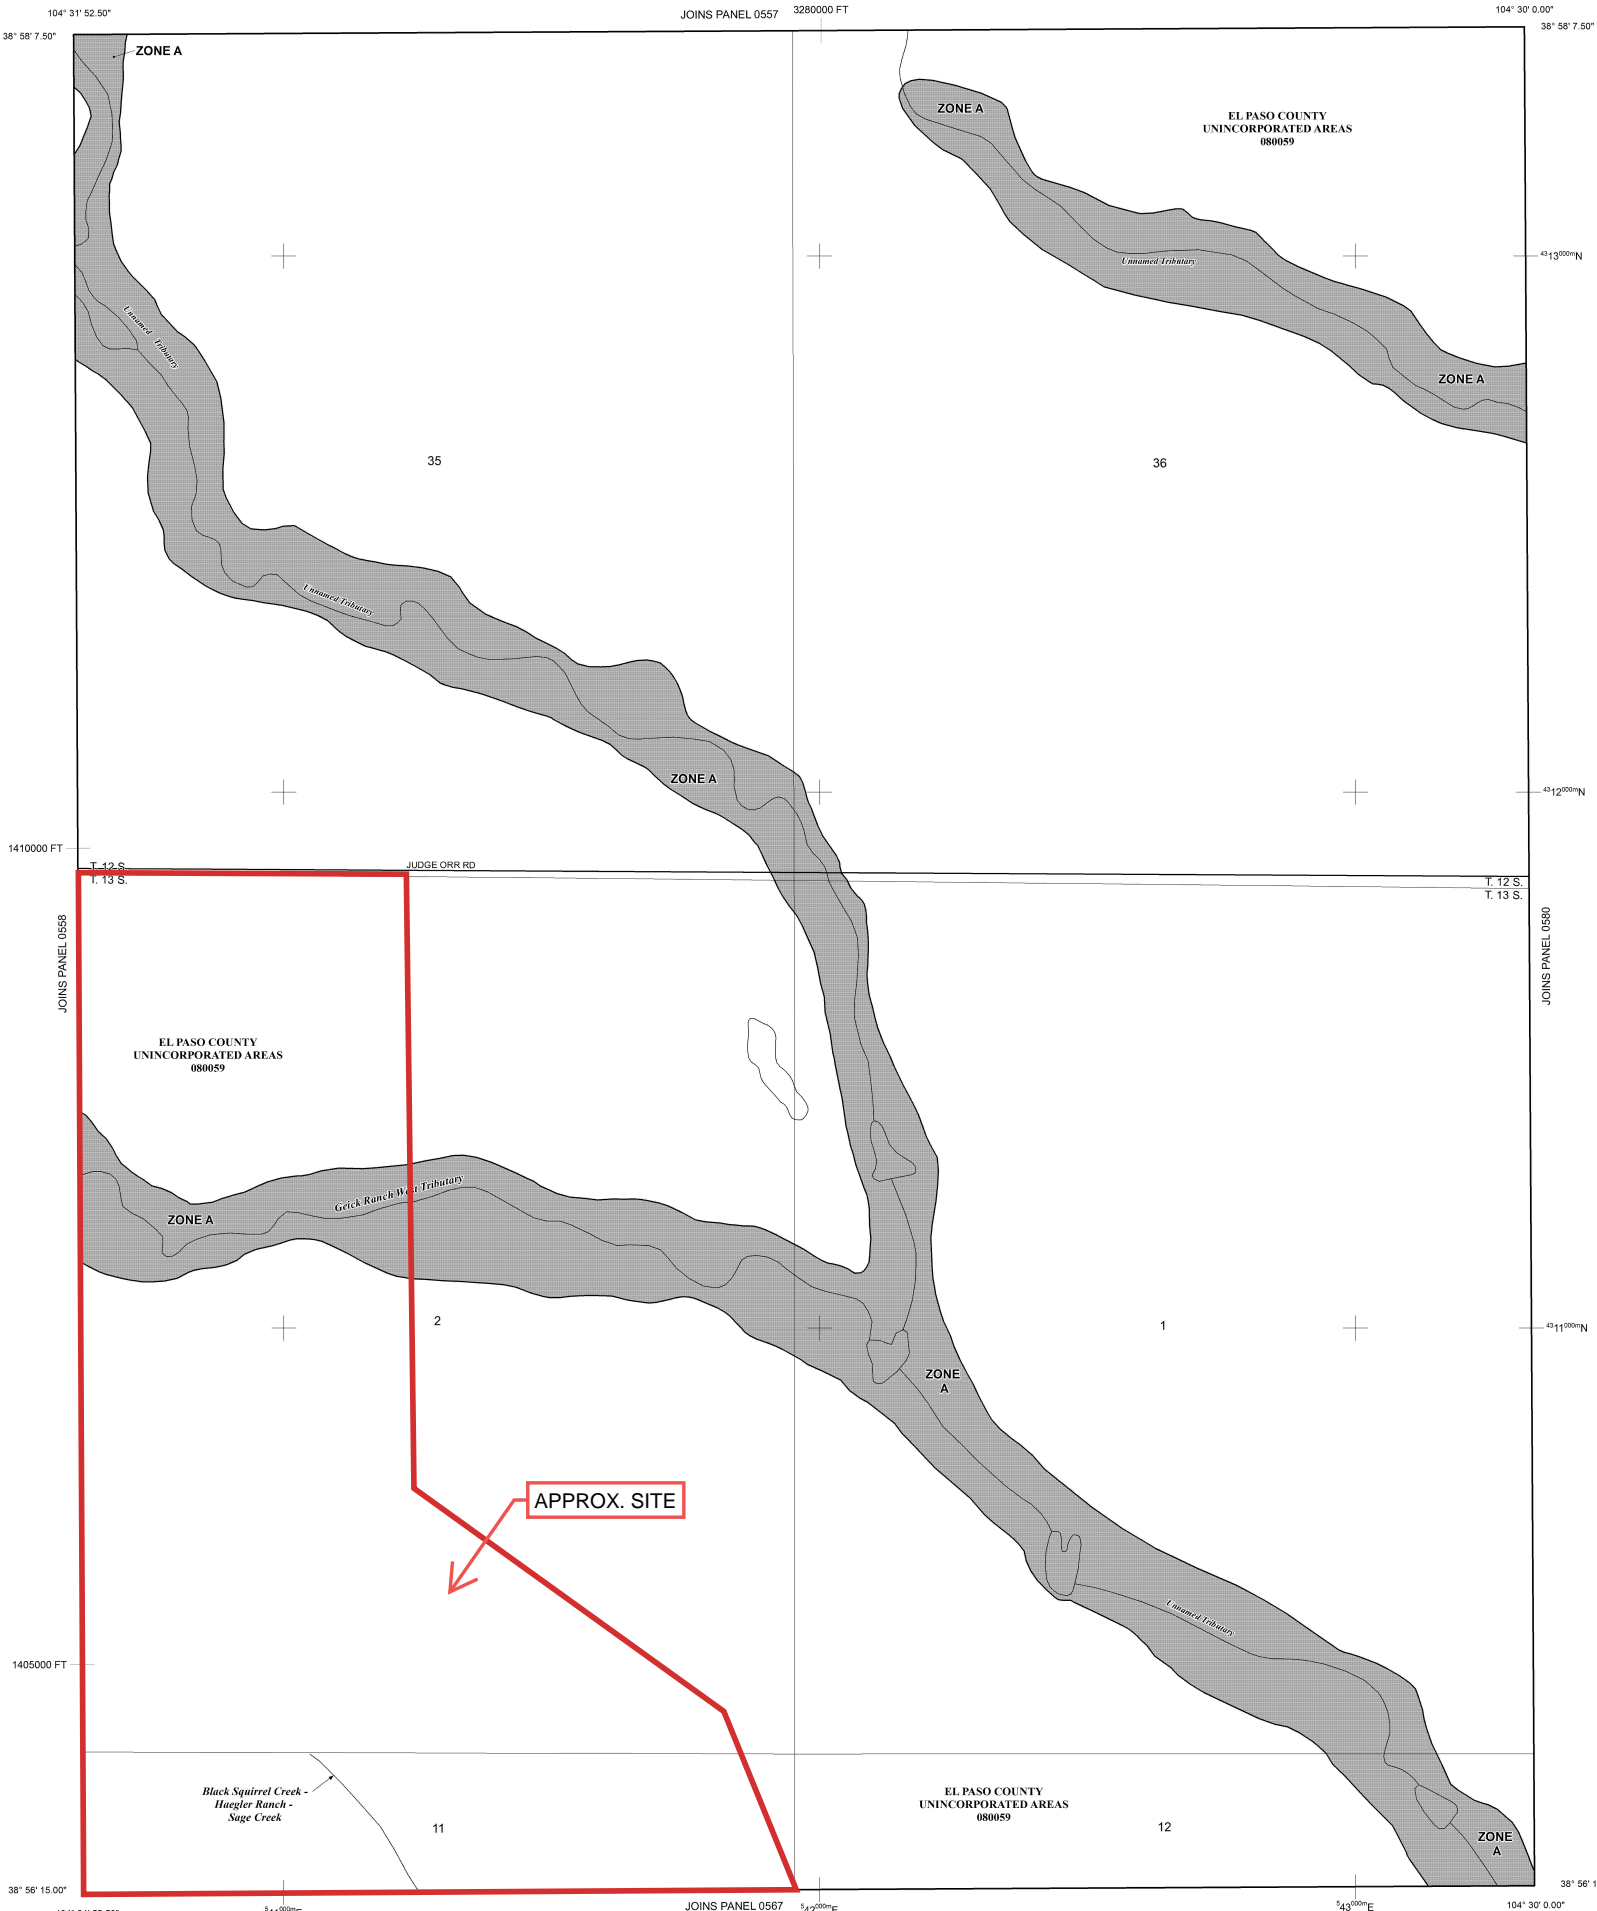 104° 31' 52.50"
JOINS PANEL 0557
3280000 FT
104° 30' 0.00"
38° 58' 7.50"
38° 58' 7.50"
ZONE A
ZONE A
EL PASO COUNTY
UNINCORPORATED AREAS
080059
4313000mN
Unnamed Tributary
Unnamed Tributary
ZONE A
35
36
Unnamed Tributary
ZONE A
4312000mN
1410000 FT
T. 12 S.
T. 13 S.
JUDGE ORR RD
T. 12 S.
T. 13 S.
JOINS PANEL 0558
JOINS PANEL 0580
EL PASO COUNTY
UNINCORPORATED AREAS
080059
Geick Ranch West Tributary
ZONE A
2
1
4311000mN
ZONE
A
APPROX. SITE
Unnamed Tributary
1405000 FT
Black Squirrel Creek -
Haegler Ranch -
Sage Creek
EL PASO COUNTY
UNINCORPORATED AREAS
080059
11
12
ZONE
A
38° 56' 15.00"
38° 56' 1
JOINS PANEL 0567
542000mE
543000mE
104° 30' 0.00"